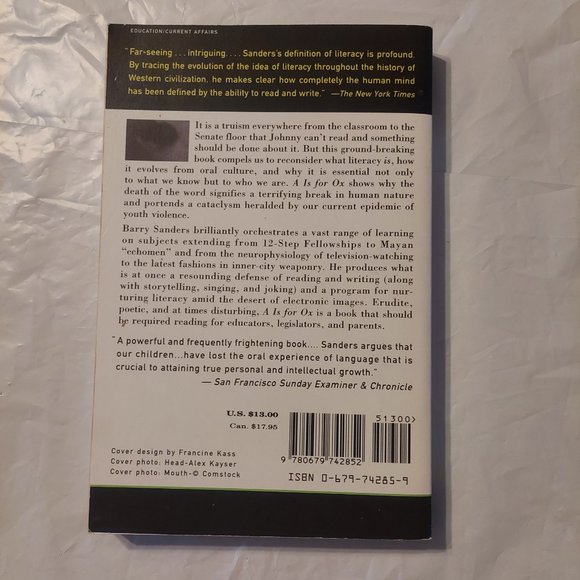 EDUCATION/CURRENT AFFAIRS
"Far-seeing . . . intriguing. . . . Sanders's definition of literacy is profound.
By tracing the evolution of the idea of literacy throughout the history of
Western civilization, he makes clear how completely the human mind
has been defined by the ability to read and write." —The New York Times
It is a truism everywhere from the classroom to the
Senate floor that Johnny can't read and something
should be done about it. But this ground-breaking
book compels us to reconsider what literacy is, how
it evolves from oral culture, and why it is essential not only
to what we know but to who we are. A Is for Ox shows why the
death of the word signifies a terrifying break in human nature
and portends a cataclysm heralded by our current epidemic of
youth violence.
Barry Sanders brilliantly orchestrates a vast range of learning
on subjects extending from 12-Step Fellowships to Mayan
"echomen" and from the neurophysiology of television-watching
to the latest fashions in inner-city weaponry. He produces what
is at once a resounding defense of reading and writing (along
with storytelling, singing, and joking) and a program for nur-
turing literacy amid the desert of electronic images. Erudite,
poetic, and at times disturbing, A Is for Ox is a book that should
be required reading for educators, legislators, and parents.
"A powerful and frequently frightening book.... Sanders argues that
our children...have lost the oral experience of language that is
crucial to attaining true personal and intellectual growth."
— San Francisco Sunday Examiner & Chronicle
U.S. $13.00
Can. $17.95
51300>
9 780679 742852
ISBN 0-679-74285-9
Cover design by Francine Kass
Cover photo: Head-Alex Kayser
Cover photo: Mouth-© Comstock